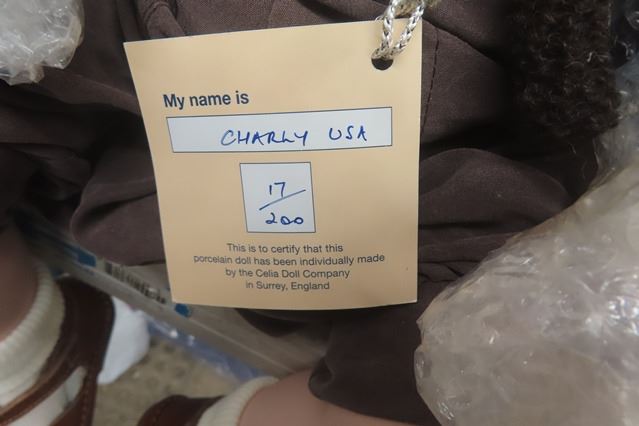 My name is
CHARLY USA
17/200
This is to certify that this
porcelain doll has been individually made
by the Celia Doll Company
in Surrey, England